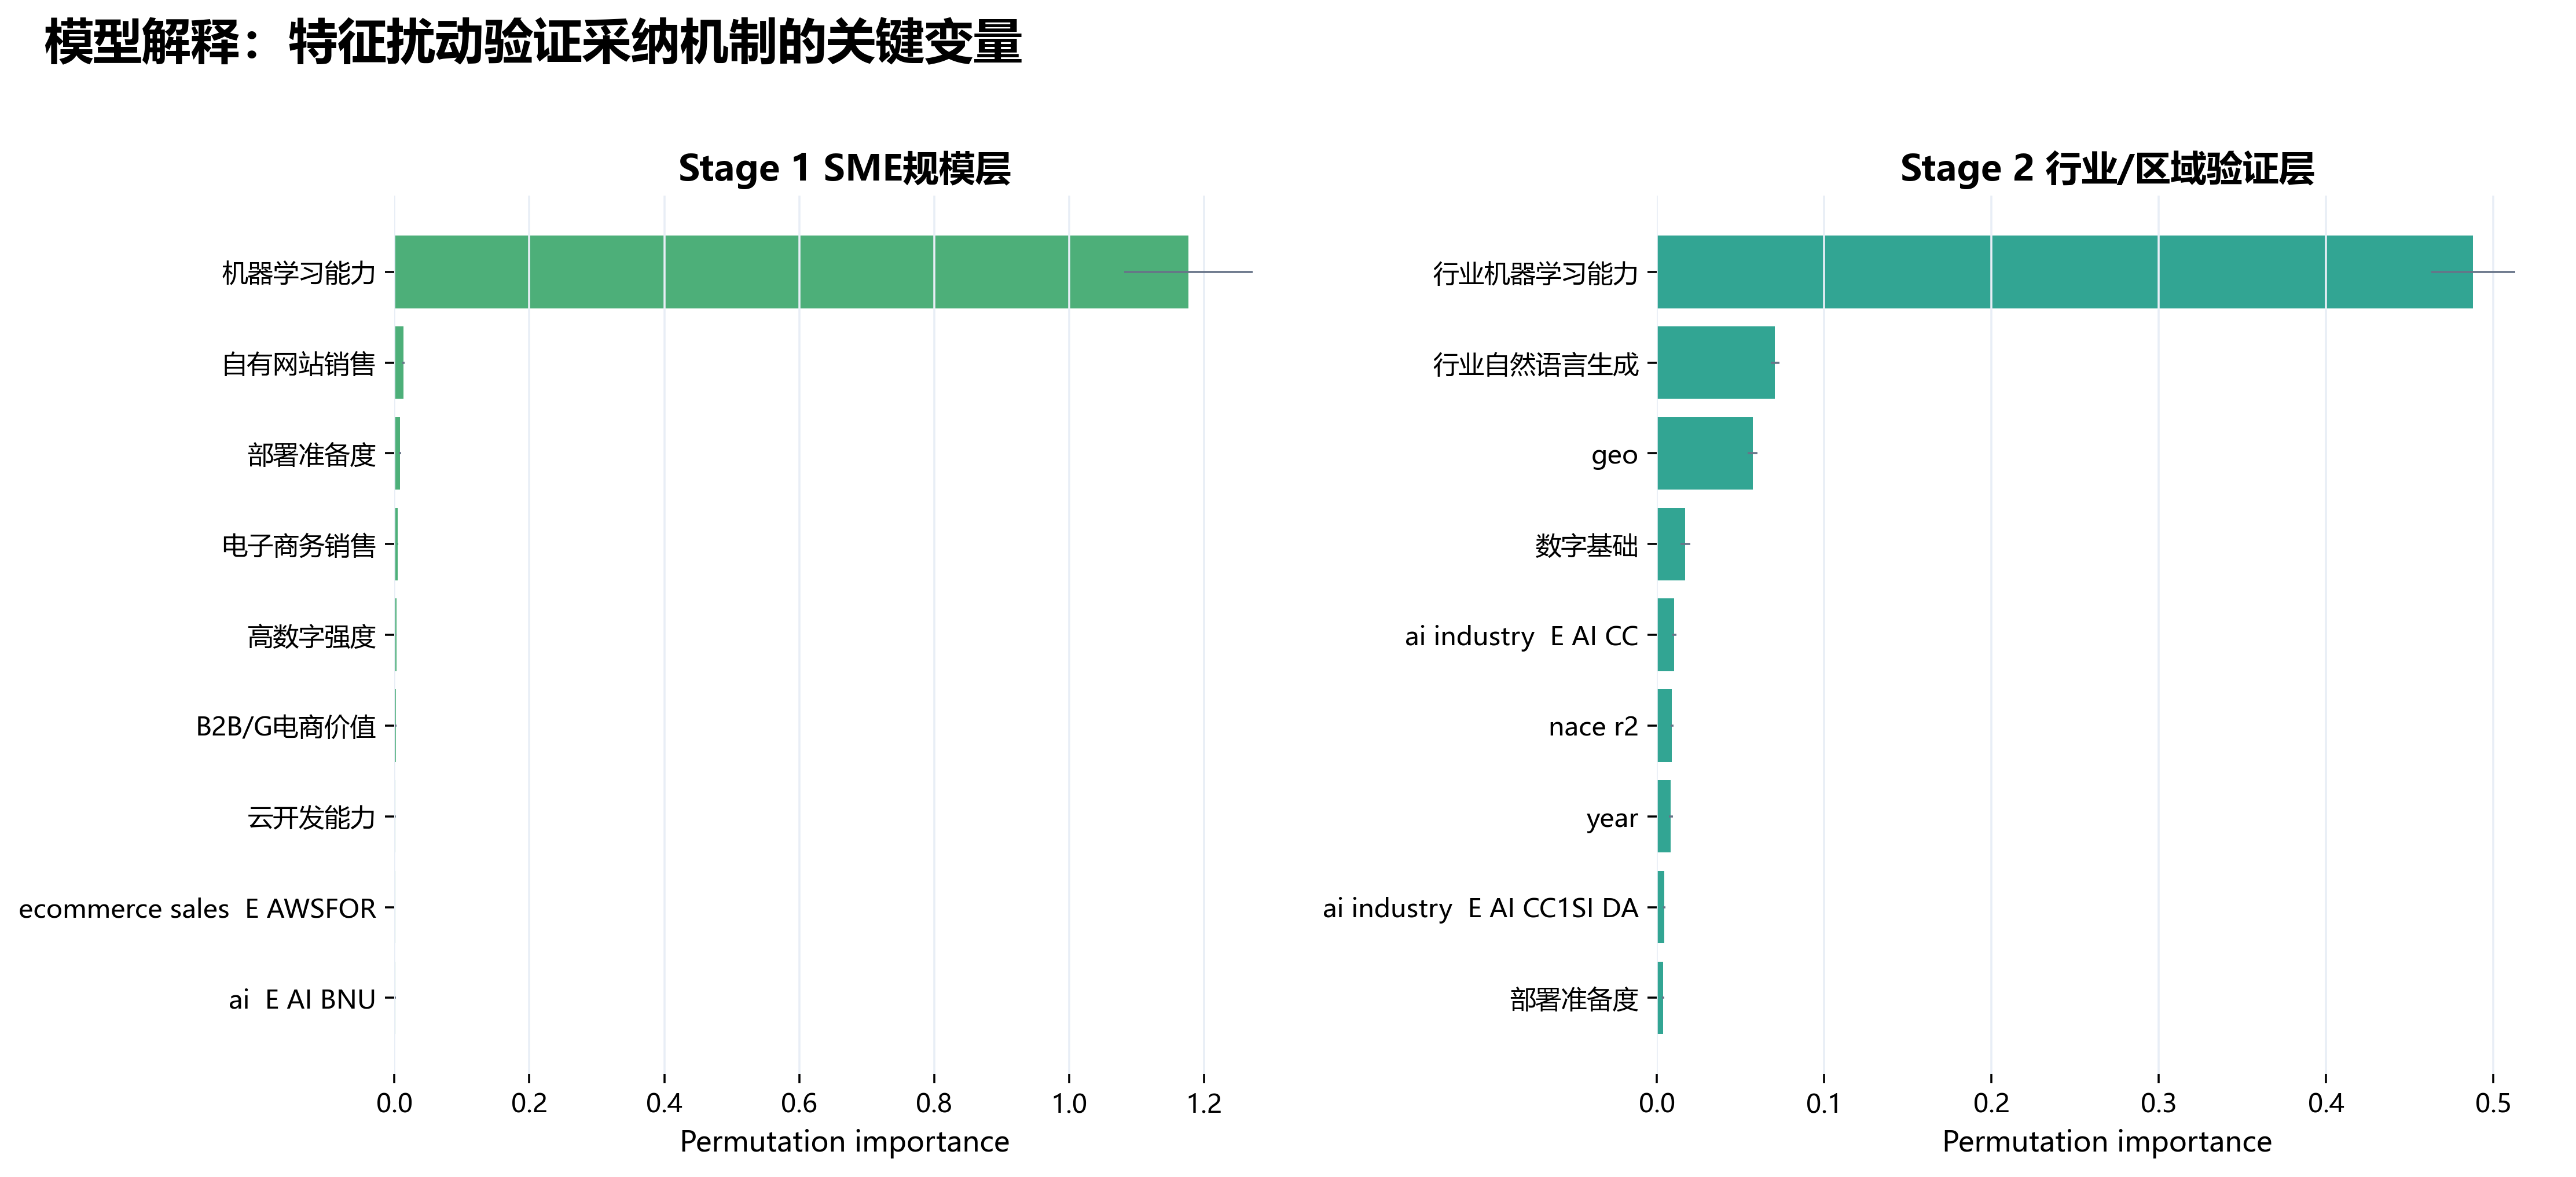 模型解释：特征扰动验证采纳机制的关键变量
Stage 1 SME规模层
机器学习能力
自有网站销售
部署准备度
电子商务销售
高数字强度
B2B/G电商价值
云开发能力
ecommerce sales  E AWSFOR
ai  E AI BNU
0.0 0.2 0.4 0.6 0.8 1.0 1.2
Permutation importance
Stage 2 行业/区域验证层
行业机器学习能力
行业自然语言生成
geo
数字基础
ai industry  E AI CC
nace r2
year
ai industry  E AI CC1SI DA
部署准备度
0.0 0.1 0.2 0.3 0.4 0.5
Permutation importance